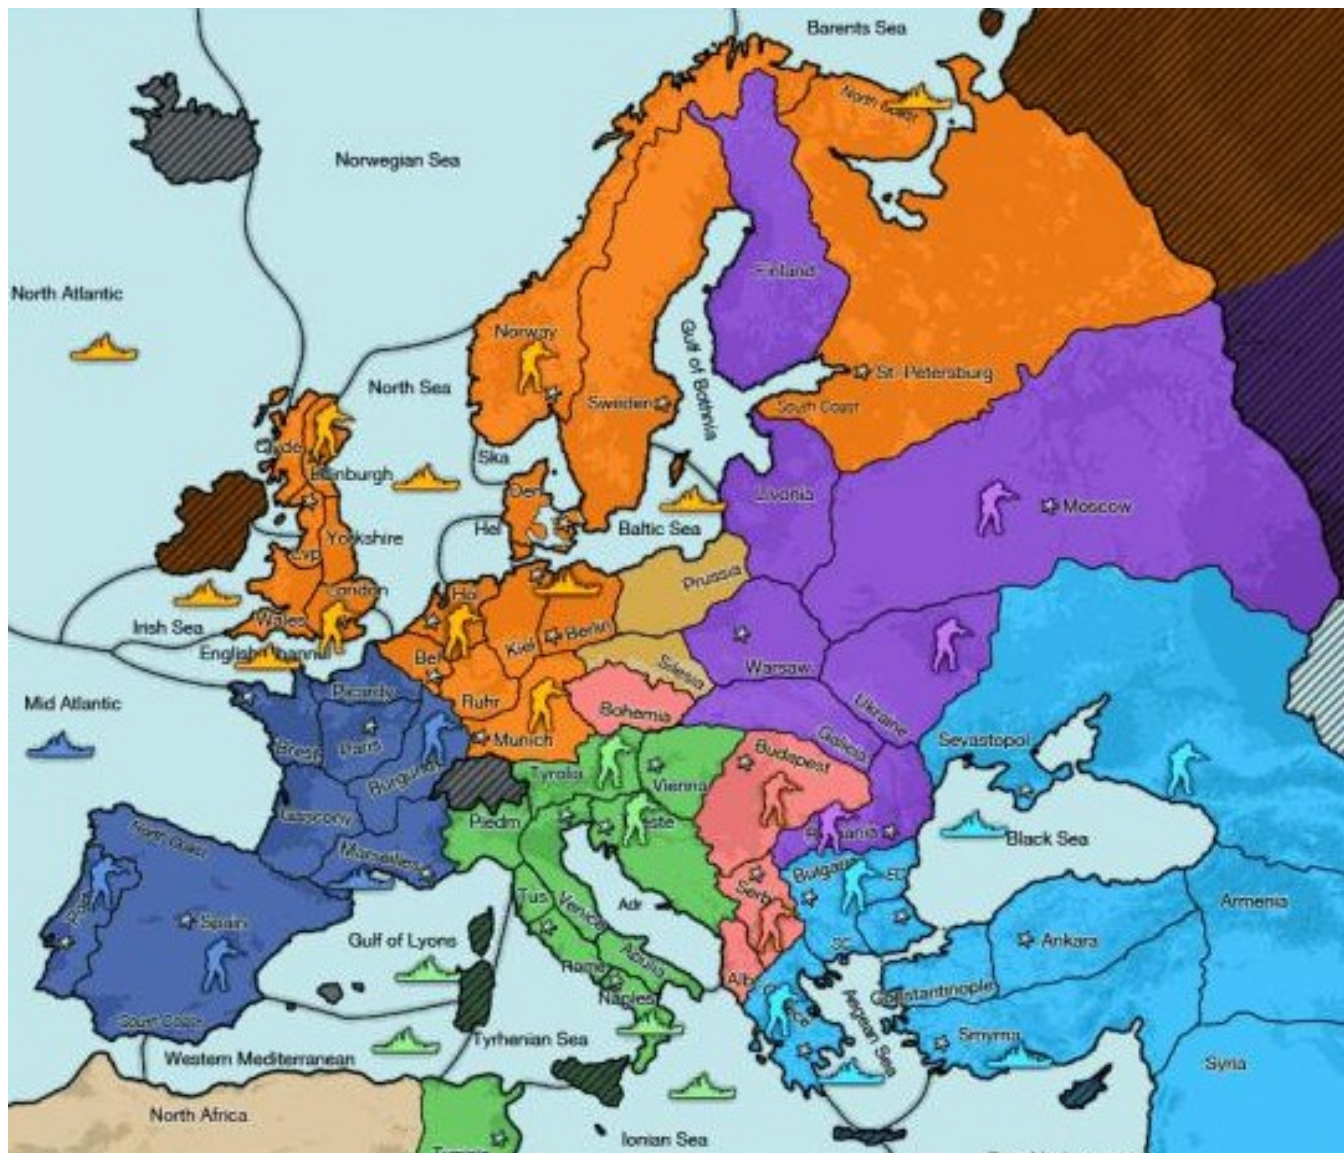 Barents Sea
North Coast
Norwegian Sea
Finland
North Atlantic
Norway
Gulf of Bothnia
St. Petersburg
North Sea
Sweden
South Coast
Clyde
Edinburgh
Ska
Den
Livonia
Moscow
Hel
Baltic Sea
Yorkshire
Lvp
Prussia
London
Hol
Irish Sea
Wales
Kiel
Berlin
English Channel
Bel
Silesia
Warsaw
Picardy
Ruhr
Bohemia
Ukraine
Mid Atlantic
Brest
Paris
Munich
Galicia
Sevastopol
Budapest
Burgundy
Tyrolia
Vienna
Gascony
Piedm
Black Sea
North Coast
Marseilles
Bulgaria
EC
Serb
Tus
Venice
Adr
Armenia
Spain
Gulf of Lyons
SC
Ankara
Apulia
Rome
Alb
Naples
Constantinople
South Coast
Aegean Sea
Tyrhenian Sea
Smyrna
Western Mediterranean
Syria
North Africa
Ionian Sea